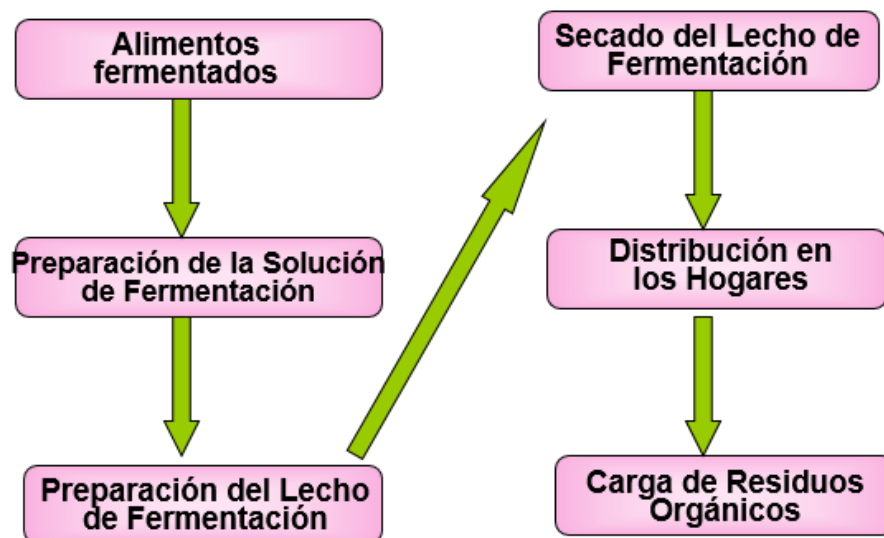 Alimentos
fermentados
Preparación de la Solución
de Fermentación
Preparación del Lecho
de Fermentación
Secado del Lecho de
Fermentación
Distribución en
los Hogares
Carga de Residuos
Orgánicos